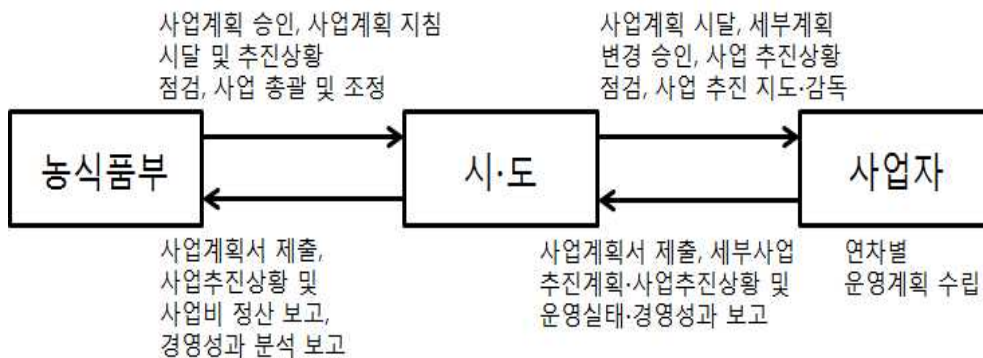 사업계획 승인, 사업계획 지침
시달 및 추진상황
점검, 사업 총괄 및 조정
사업계획 시달, 세부계획
변경 승인, 사업 추진상황
점검, 사업 추진 지도·감독
농식품부
시·도
사업자
사업계획서 제출,
사업추진상황 및
사업비 정산 보고,
경영성과 분석 보고
사업계획서 제출, 세부사업
추진계획·사업추진상황 및
운영실태·경영성과 보고
연차별
운영계획 수립